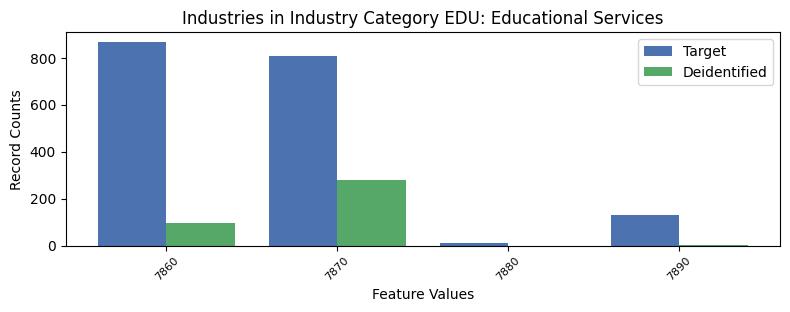 Industries in Industry Category EDU: Educational Services
Target
Deidentified
Record Counts
800
600
400
200
0
7860
7870
7880
7890
Feature Values